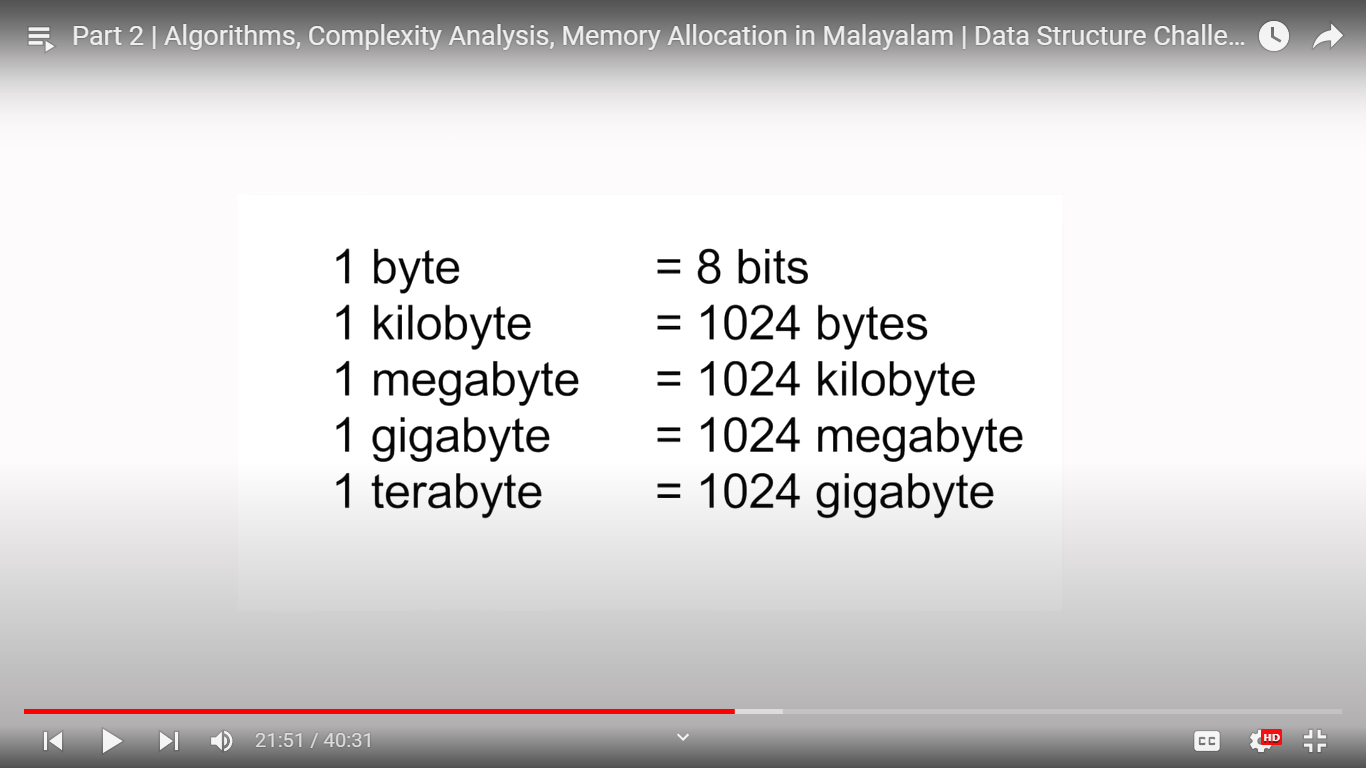 Part 2 | Algorithms, Complexity Analysis, Memory Allocation in Malayalam | Data Structure Challe...
1 byte = 8 bits
1 kilobyte = 1024 bytes
1 megabyte = 1024 kilobyte
1 gigabyte = 1024 megabyte
1 terabyte = 1024 gigabyte
21:51 / 40:31
CC
HD